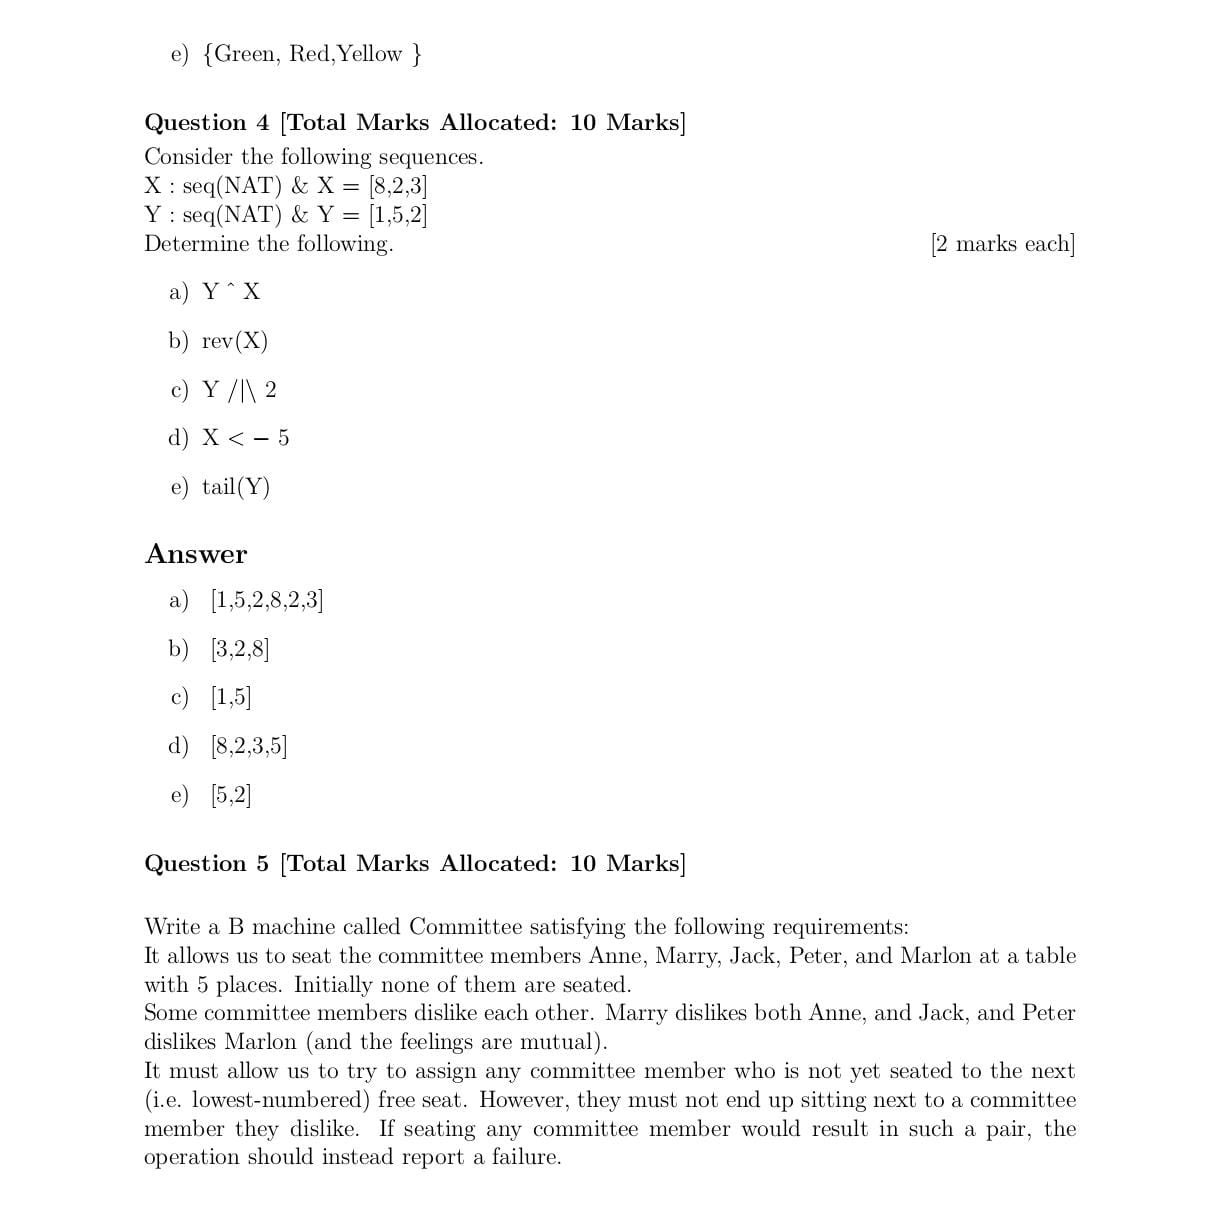 e) {Green, Red,Yellow }
Question 4 [Total Marks Allocated: 10 Marks]
Consider the following sequences.
X : seq(NAT) & X = [8,2,3]
Y : seq(NAT) & Y = [1,5,2]
Determine the following. [2 marks each]
a) Y ˆ X
b) rev(X)
c) Y /|\ 2
d) X < − 5
e) tail(Y)
Answer
a) [1,5,2,8,2,3]
b) [3,2,8]
c) [1,5]
d) [8,2,3,5]
e) [5,2]
Question 5 [Total Marks Allocated: 10 Marks]
Write a B machine called Committee satisfying the following requirements:
It allows us to seat the committee members Anne, Marry, Jack, Peter, and Marlon at a table
with 5 places. Initially none of them are seated.
Some committee members dislike each other. Marry dislikes both Anne, and Jack, and Peter
dislikes Marlon (and the feelings are mutual).
It must allow us to try to assign any committee member who is not yet seated to the next
(i.e. lowest-numbered) free seat. However, they must not end up sitting next to a committee
member they dislike. If seating any committee member would result in such a pair, the
operation should instead report a failure.